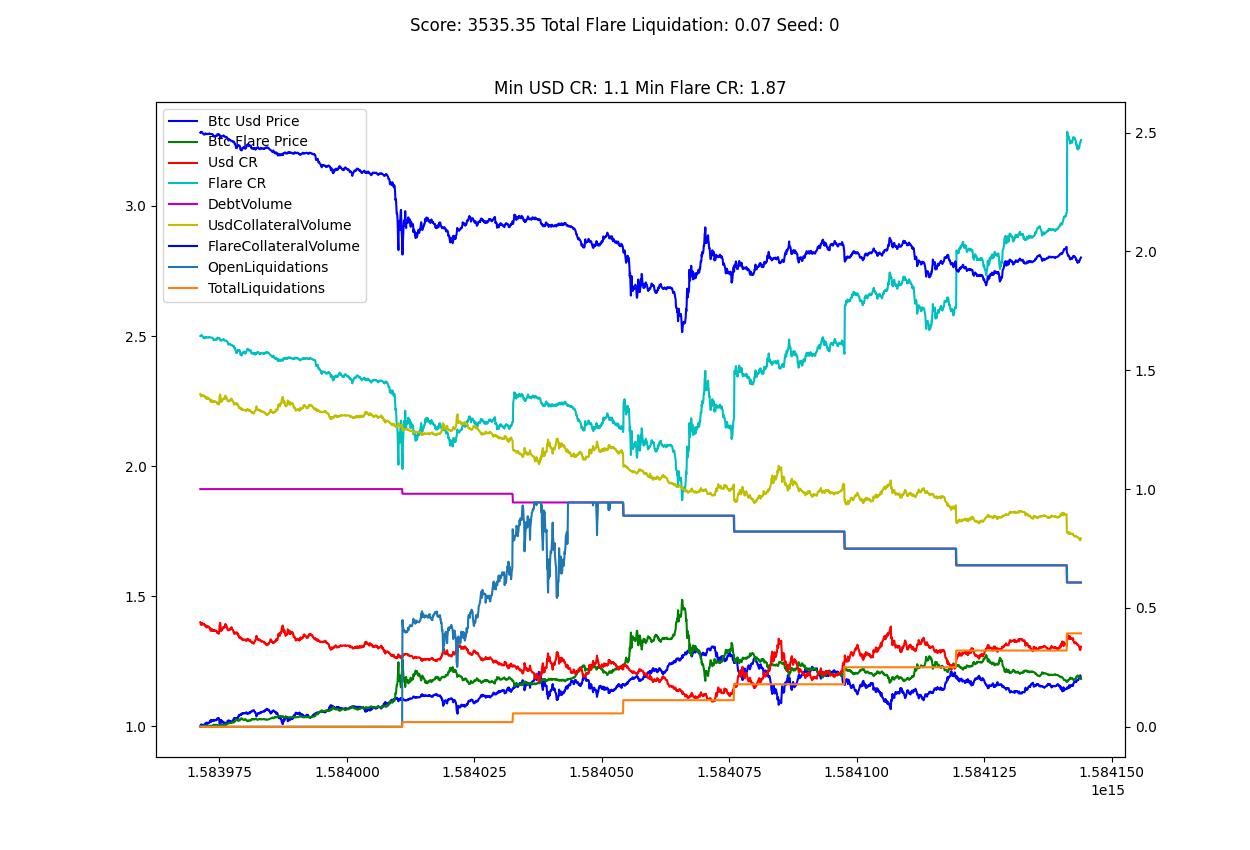 Score: 3535.35 Total Flare Liquidation: 0.07 Seed: 0
Min USD CR: 1.1 Min Flare CR: 1.87
Btc Usd Price
Btc Flare Price
Usd CR
Flare CR
DebtVolume
UsdCollateralVolume
FlareCollateralVolume
OpenLiquidations
TotalLiquidations
3.0
2.5
2.0
1.5
1.0
2.5
2.0
1.5
1.0
0.5
0.0
1.583975 1.584000 1.584025 1.584050 1.584075 1.584100 1.584125 1.584150
1e15